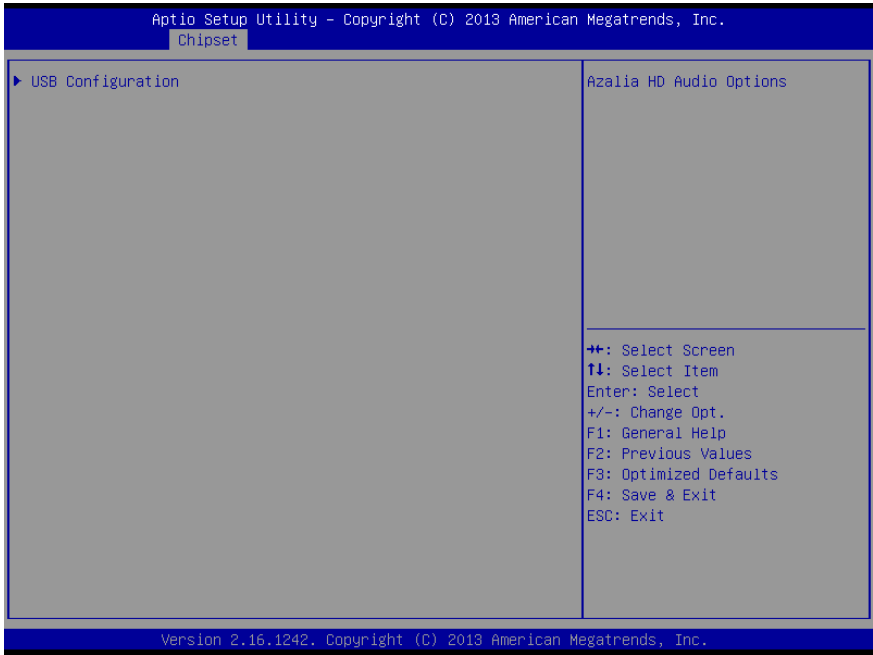 Aptio Setup Utility – Copyright (C) 2013 American Megatrends, Inc.
Chipset
▶ USB Configuration
Azalia HD Audio Options
→←: Select Screen
↑↓: Select Item
Enter: Select
+/-: Change Opt.
F1: General Help
F2: Previous Values
F3: Optimized Defaults
F4: Save & Exit
ESC: Exit
Version 2.16.1242. Copyright (C) 2013 American Megatrends, Inc.